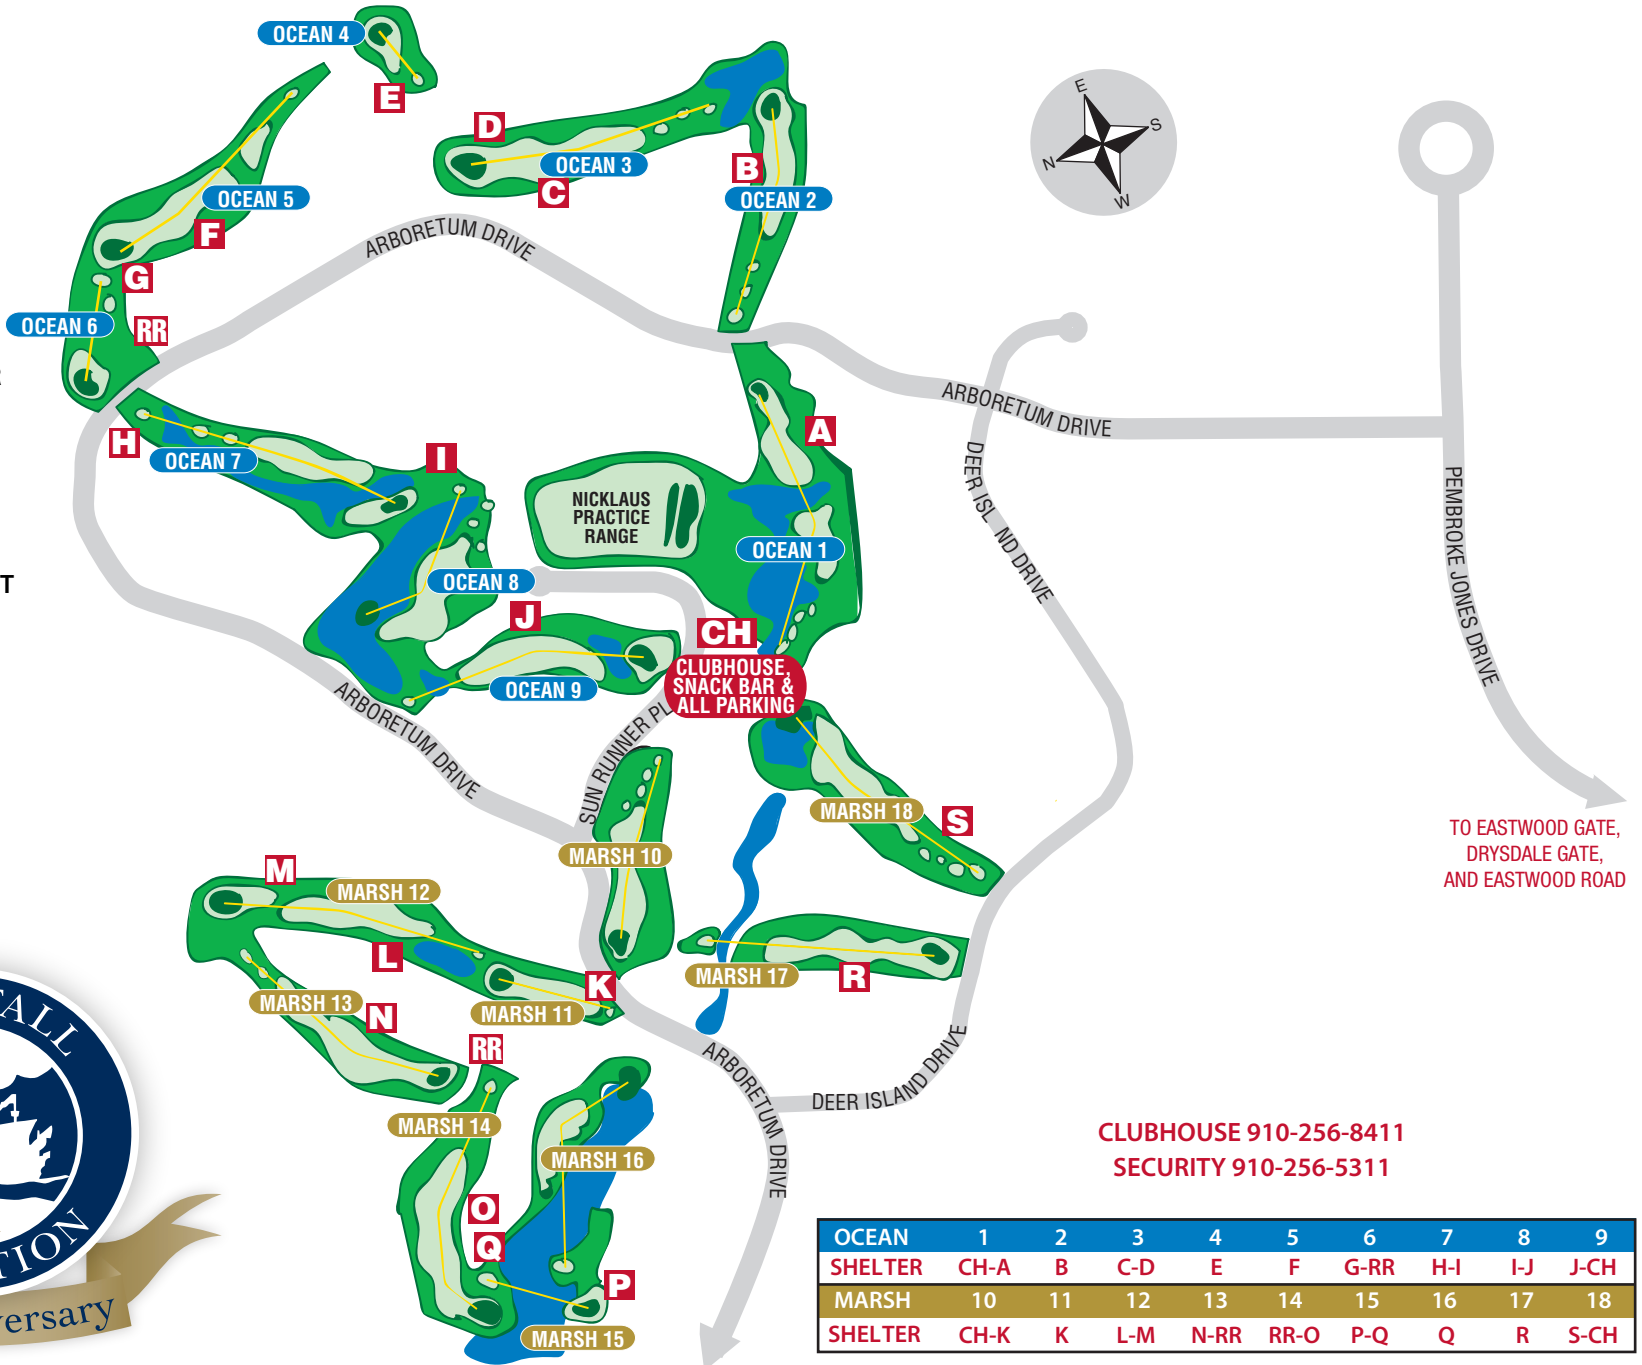 OCEAN 4
E
OCEAN 5
F
G
OCEAN 6
RR
D
OCEAN 3
C
B
OCEAN 2
E
S
N
W
ARBORETUM DRIVE
ARBORETUM DRIVE
A
H
OCEAN 7
I
NICKLAUS
PRACTICE
RANGE
OCEAN 1
OCEAN 8
J
OCEAN 9
CH
CLUBHOUSE,
SNACK BAR &
ALL PARKING
T
DEER ISL ND DRIVE
PEMBROKE JONES DRIVE
ARBORETUM DRIVE
SUN RUNNER PL
MARSH 18
S
TO EASTWOOD GATE,
DRYSDALE GATE,
AND EASTWOOD ROAD
MARSH 10
M
MARSH 12
L
K
MARSH 11
MARSH 17
R
MARSH 13
N
RR
MARSH 14
MARSH 16
O
Q
P
MARSH 15
ARBORETUM DRIVE
DEER ISLAND DRIVE
CLUBHOUSE 910-256-8411
SECURITY 910-256-5311
OCEAN 1 2 3 4 5 6 7 8 9
SHELTER CH-A B C-D E F G-RR H-I I-J J-CH
MARSH 10 11 12 13 14 15 16 17 18
SHELTER CH-K K L-M N-RR RR-O P-Q Q R S-CH